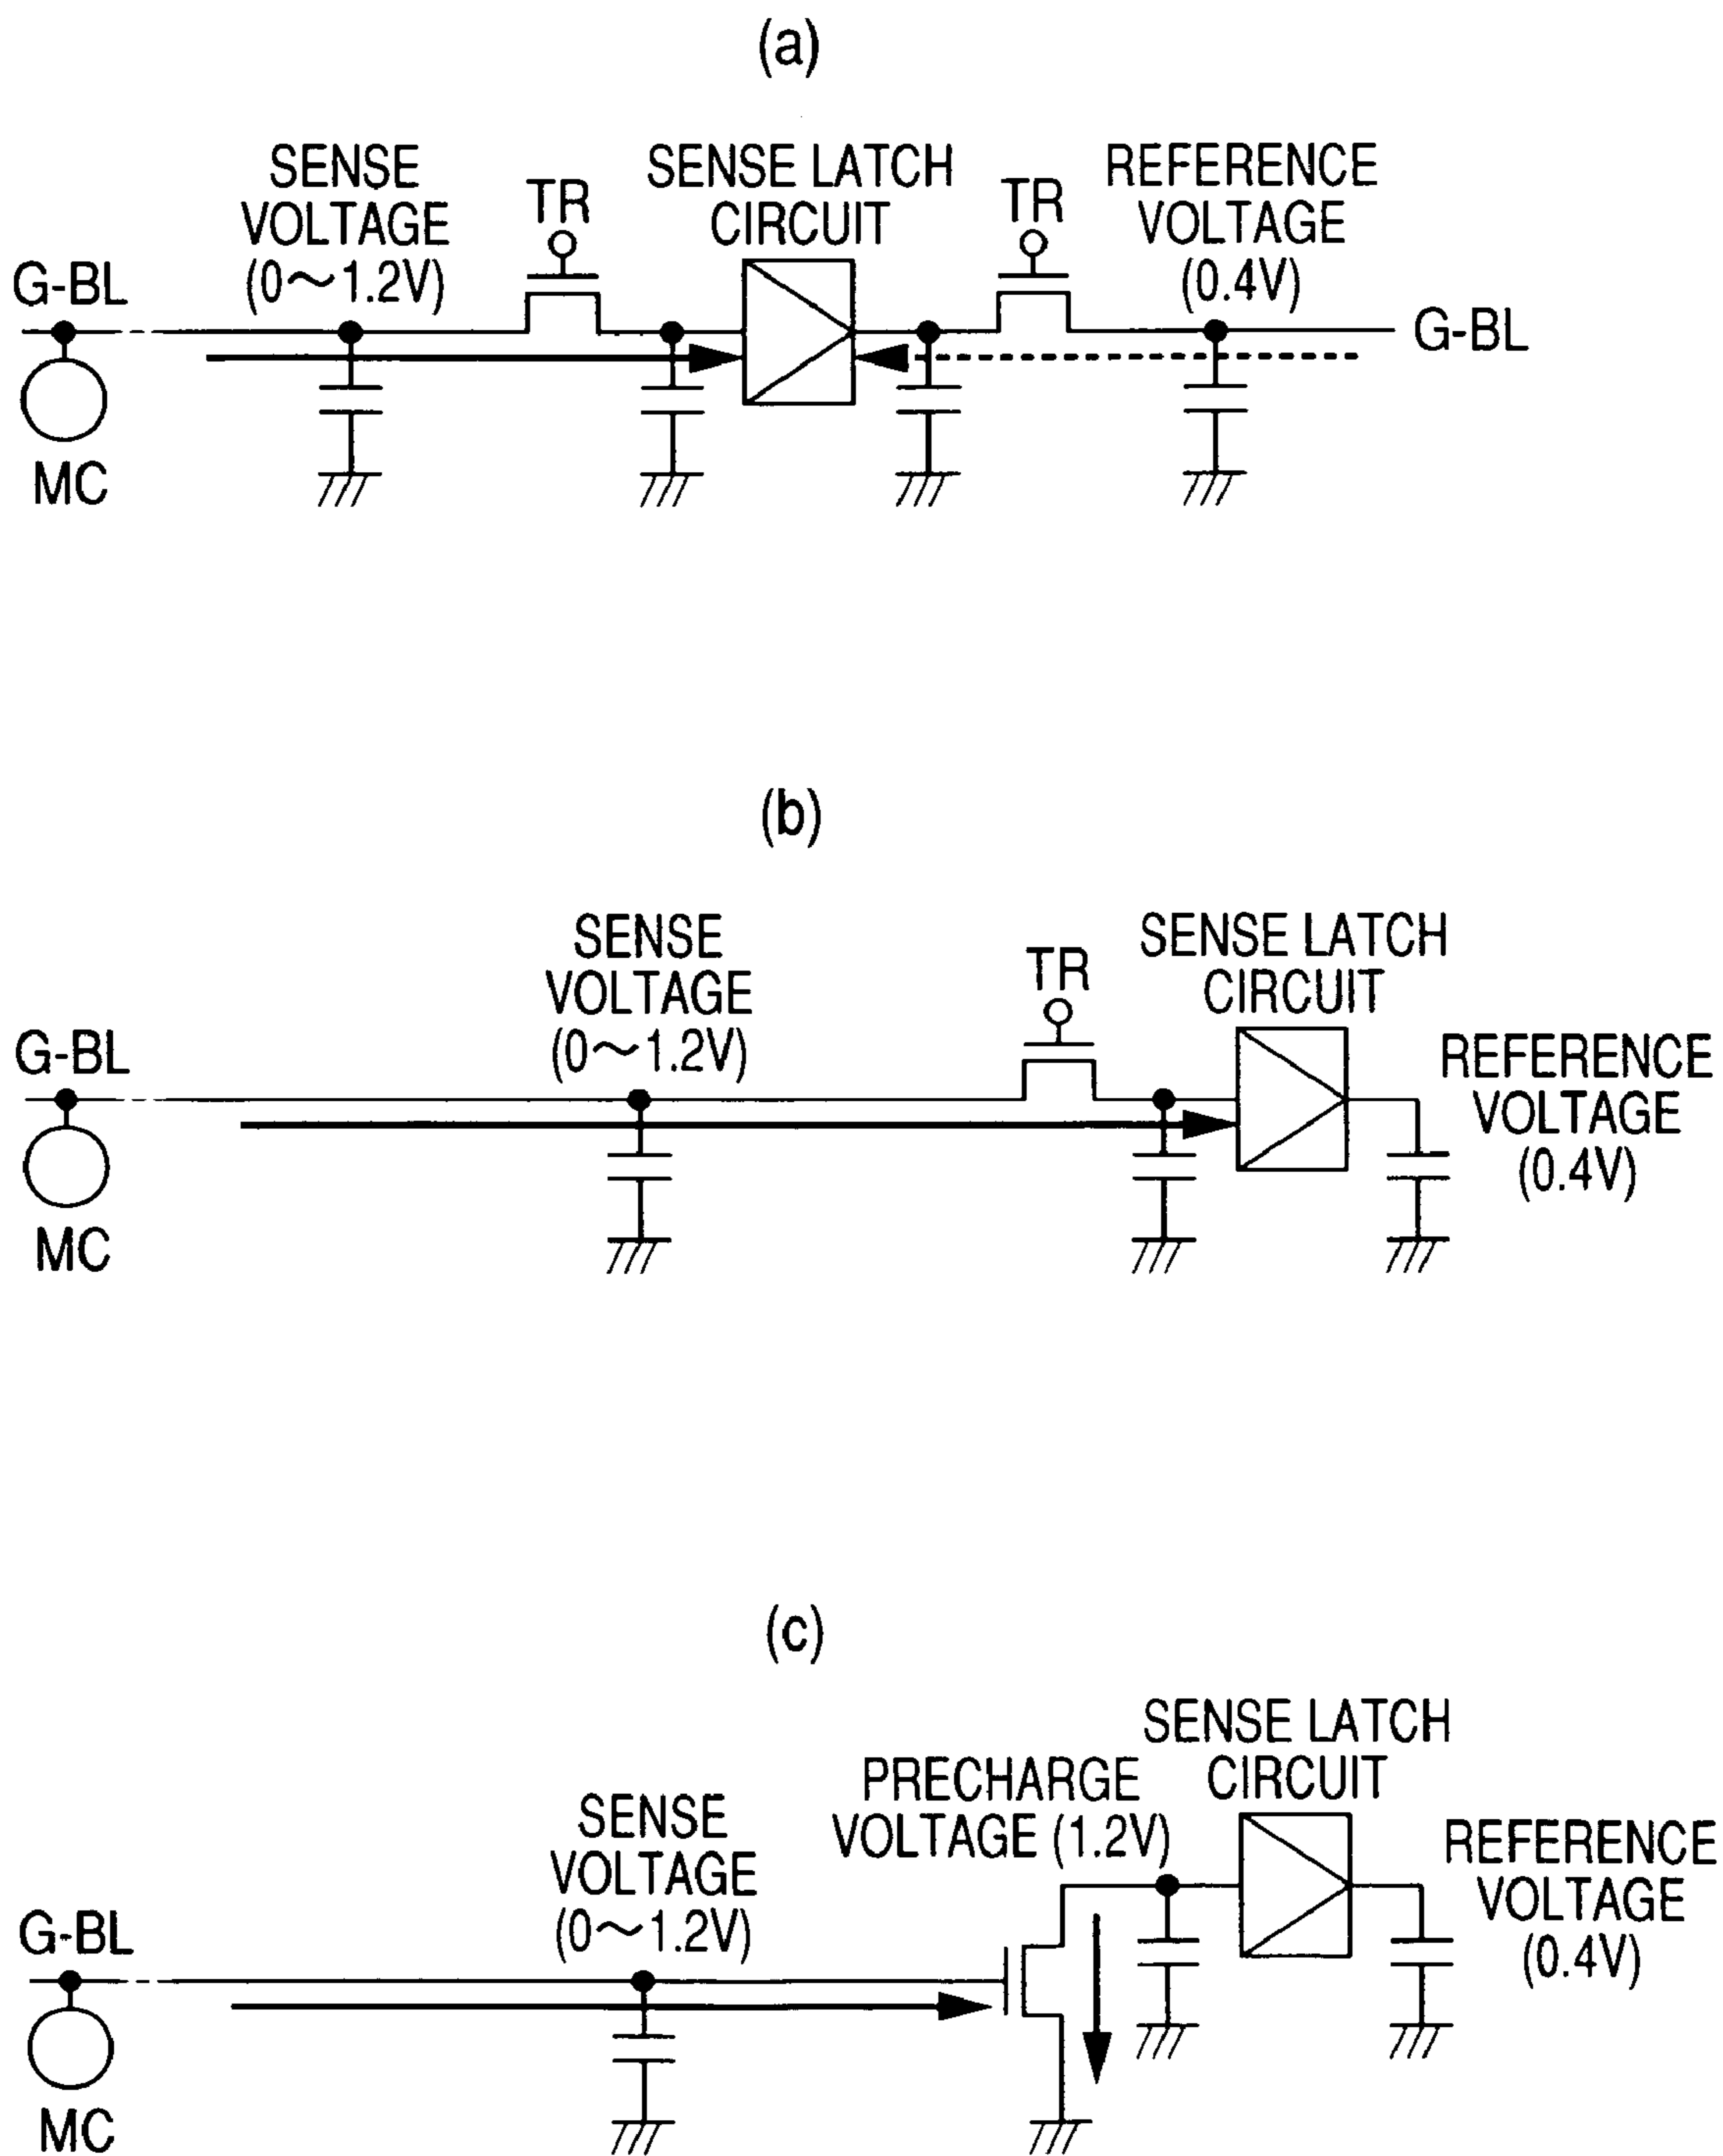 (a)
SENSE
VOLTAGE
(0～1.2V)
TR
SENSE LATCH
CIRCUIT
TR
REFERENCE
VOLTAGE
(0.4V)
G-BL
G-BL
MC
(b)
SENSE
VOLTAGE
(0～1.2V)
TR
SENSE LATCH
CIRCUIT
REFERENCE
VOLTAGE
(0.4V)
G-BL
MC
(c)
SENSE
VOLTAGE
(0～1.2V)
PRECHARGE
VOLTAGE (1.2V)
SENSE LATCH
CIRCUIT
REFERENCE
VOLTAGE
(0.4V)
G-BL
MC